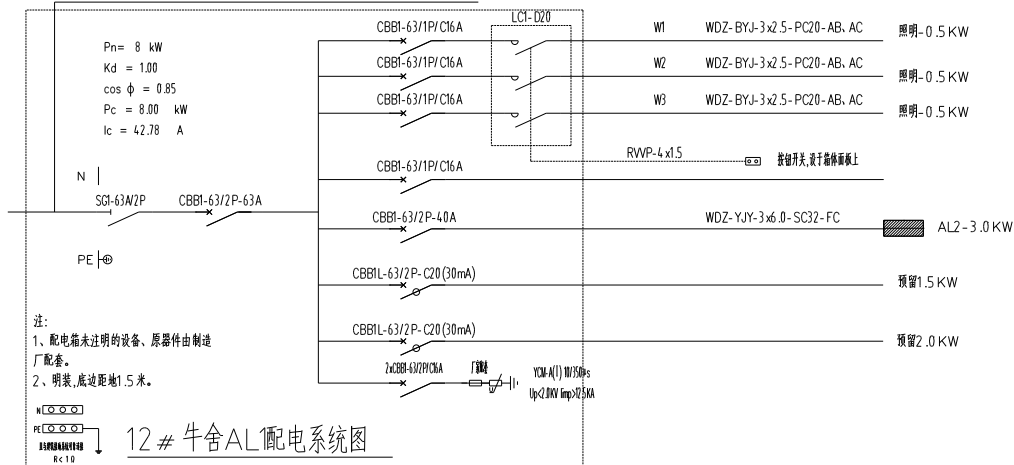 Pn= 8 kW
Kd = 1.00
cos ϕ = 0.85
Pc = 8.00 kW
Ic = 42.78 A
N
SG1-63A/2P
CBB1-63/2P-63A
PE
LC1-D20
CBB1-63/1P/C16A W1 WDZ-BYJ-3x2.5-PC20-AB、AC 照明-0.5KW
CBB1-63/1P/C16A W2 WDZ-BYJ-3x2.5-PC20-AB、AC 照明-0.5KW
CBB1-63/1P/C16A W3 WDZ-BYJ-3x2.5-PC20-AB、AC 照明-0.5KW
RVVP-4x1.5 按钮开关,设于箱体面板上
CBB1-63/1P/C16A
CBB1-63/2P-40A WDZ-YJY-3x6.0-SC32-FC AL2-3.0KW
CBB1L-63/2P-C20(30mA) 预留1.5KW
CBB1L-63/2P-C20(30mA) 预留2.0KW
2xCBB1-63/2P/C16A 厂家配套 YCM-A(I) 10/350us
Up<2.0KV Iimp>12.5KA
注:
1、配电箱未注明的设备、原器件由制造
厂配套。
2、明装,底边距地1.5米。
N
PE
R<1Ω
12# 牛舍AL1配电系统图